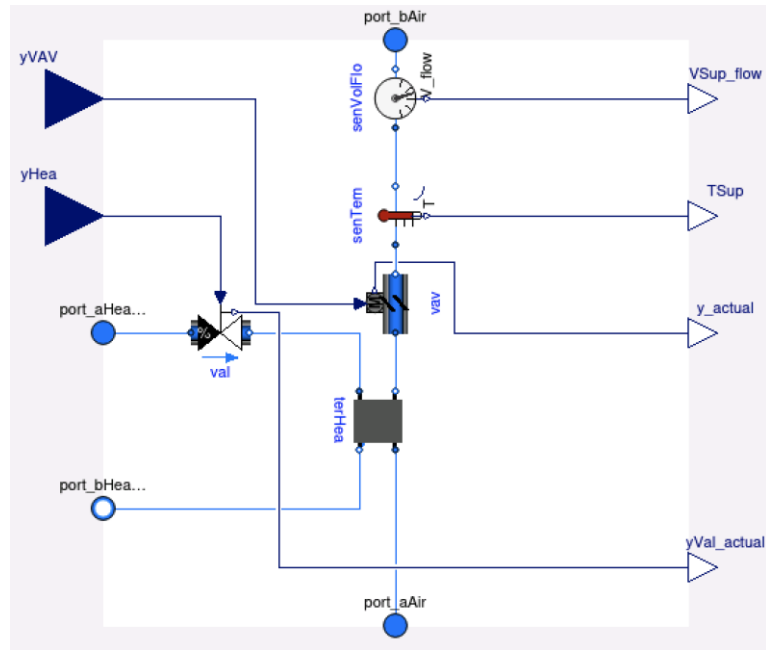 port_bAir
yVAV
VSup_flow
senVolFlo
V_flow
yHea
TSup
senTem
T
port_aHea...
vav
y_actual
%
val
terHea
port_bHea...
yVal_actual
port_aAir